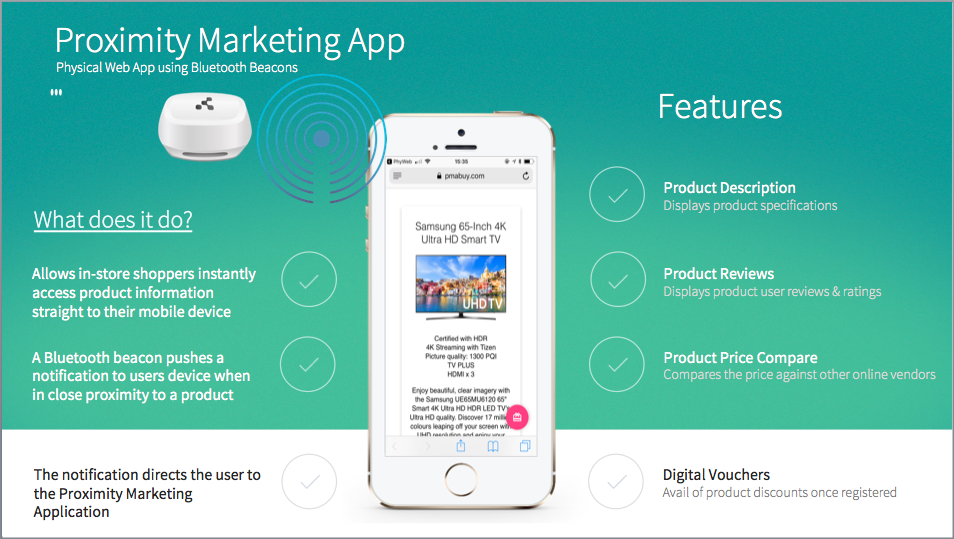 Proximity Marketing App
Physical Web App using Bluetooth Beacons
What does it do?
Allows in-store shoppers instantly
access product information
straight to their mobile device
A Bluetooth beacon pushes a
notification to users device when
in close proximity to a product
The notification directs the user to
the Proximity Marketing
Application
PhyWeb 15:35
pmabuy.com
Samsung 65-Inch 4K
Ultra HD Smart TV
UHD TV
Certified with HDR
4K Streaming with Tizen
Picture quality: 1300 PQI
TV PLUS
HDMI x 3
Enjoy beautiful, clear imagery with
the Samsung UE65MU6120 65"
Smart 4K Ultra HD HDR LED TV's
Ultra HD quality. Discover 17 milli
colours leaping off your screen with
UHD resolution and enjoy your
Features
Product Description
Displays product specifications
Product Reviews
Displays product user reviews & ratings
Product Price Compare
Compares the price against other online vendors
Digital Vouchers
Avail of product discounts once registered